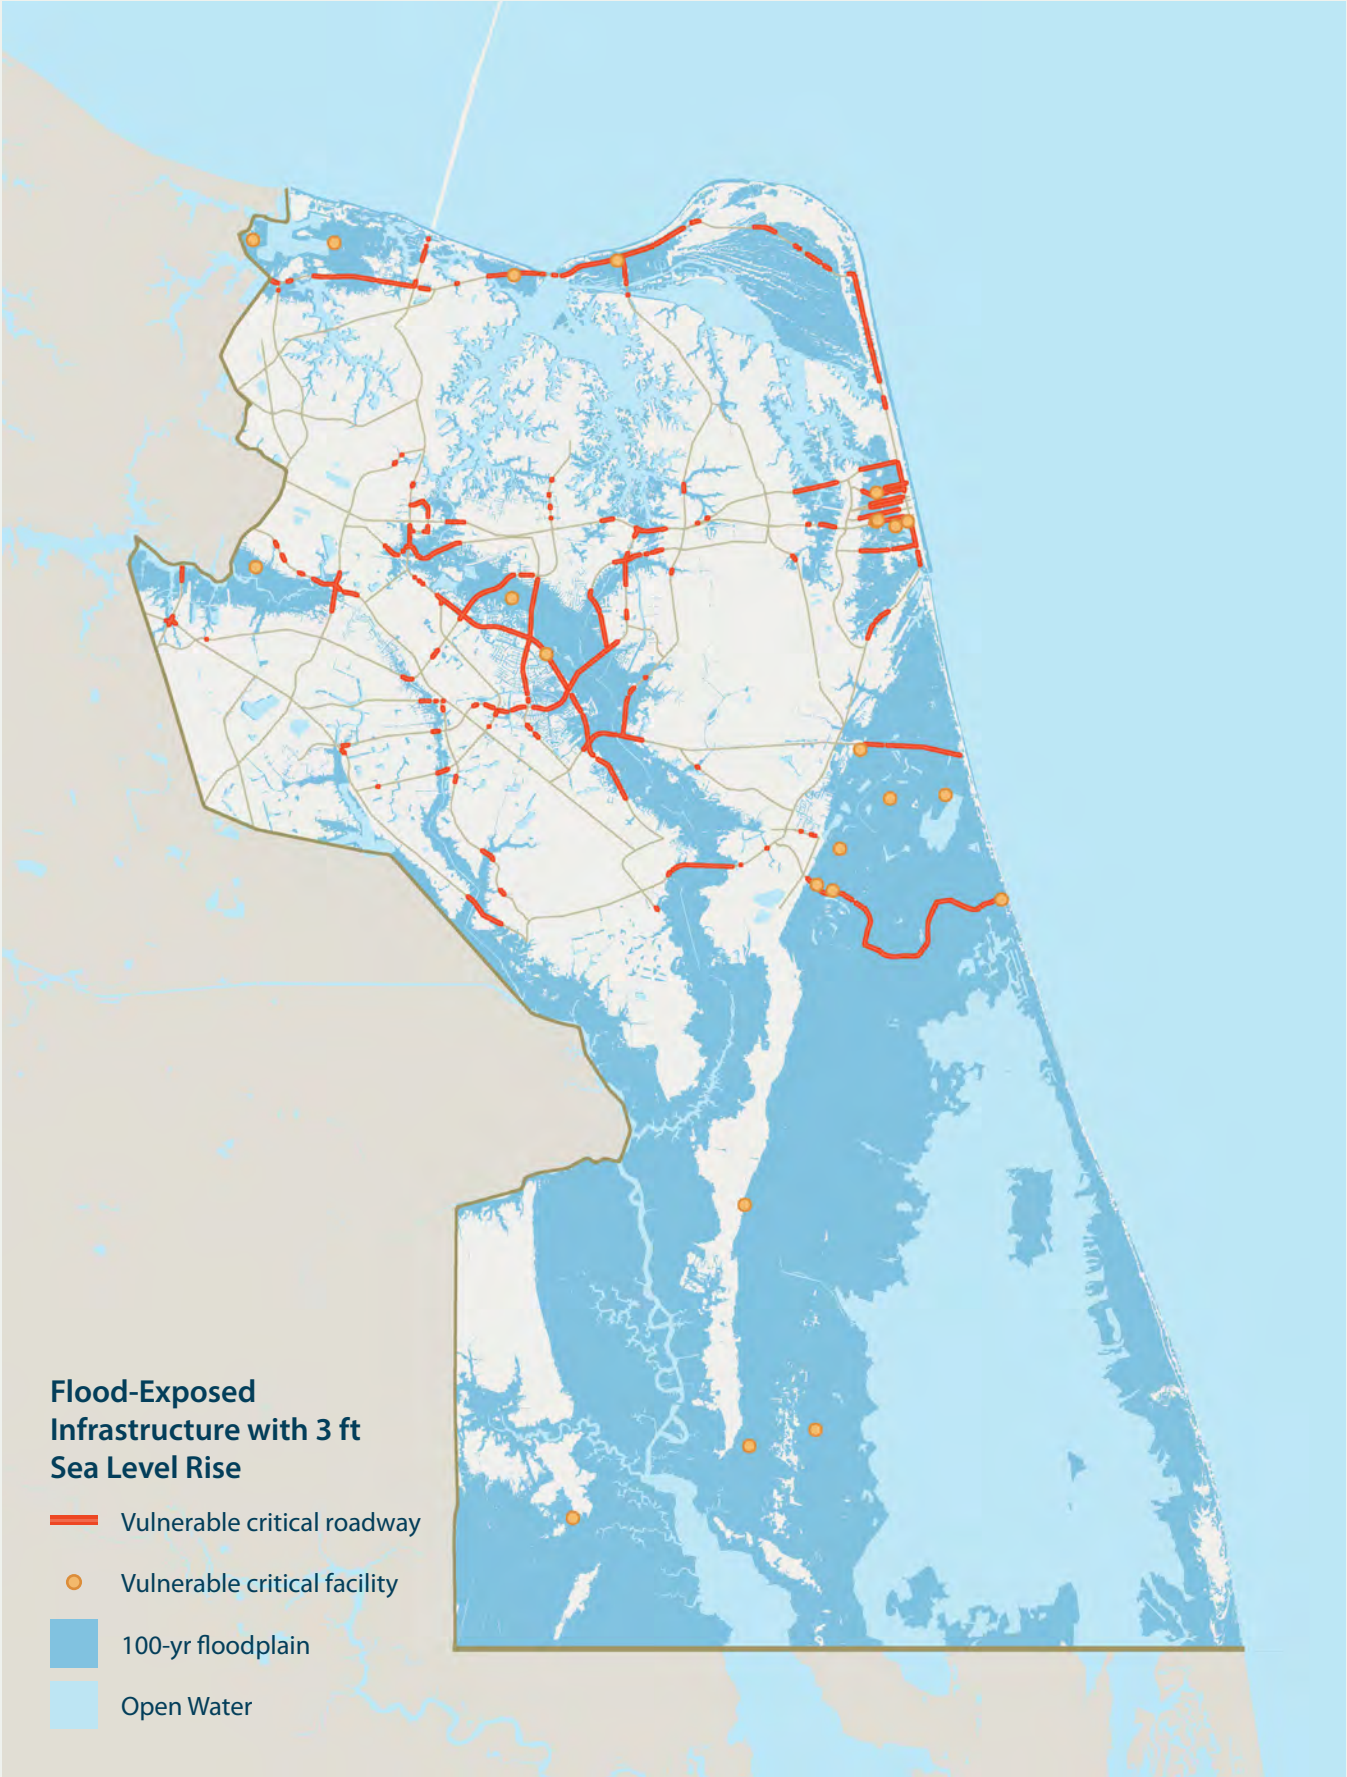 Flood-Exposed
Infrastructure with 3 ft
Sea Level Rise
Vulnerable critical roadway
Vulnerable critical facility
100-yr floodplain
Open Water